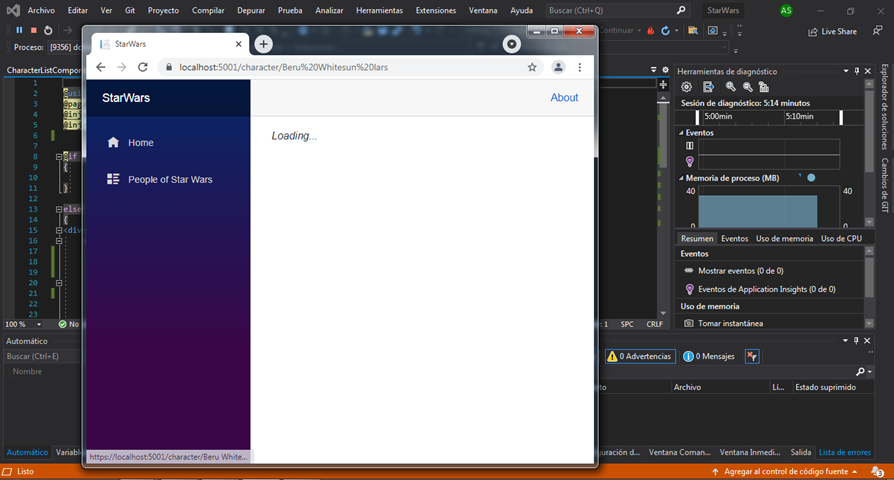 Archivo Editar Ver Git Proyecto Compilar Depurar Prueba Analizar Herramientas Extensiones Ventana Ayuda Buscar (Ctrl+Q) StarWars AS
Continuar Live Share
Proceso: [9356] do
StarWars
localhost:5001/character/Beru%20Whitesun%20lars
CharacterListCompor
StarWars
About
Home
People of Star Wars
Loading...
1
2 @usi
3 @pag
4 @inj
5 @inj
6
7
8 @if
9 {
10
11 }
12
13 else
14 {
15 <div
16
17
18
19
20
21
22
23
Herramientas de diagnóstico
Sesión de diagnóstico: 5:14 minutos
5:00min 5:10min
Eventos
Memoria de proceso (MB)
40 40
0 0
Resumen Eventos Uso de memoria Uso de CPU
Eventos
Mostrar eventos (0 de 0)
Eventos de Application Insights (0 de 0)
Uso de memoria
Tomar instantánea
Explorador de soluciones
Cambios de GIT
100 % No : 1 SPC CRLF
Automático
Buscar (Ctrl+E)
Nombre
0 Advertencias 0 Mensajes
to Archivo Lí... Estado suprimido
https://localhost:5001/character/Beru White...
Automático Variabl guración d... Ventana Coman... Ventana Inmedi... Salida Lista de errores
Listo Agregar al control de código fuente 3